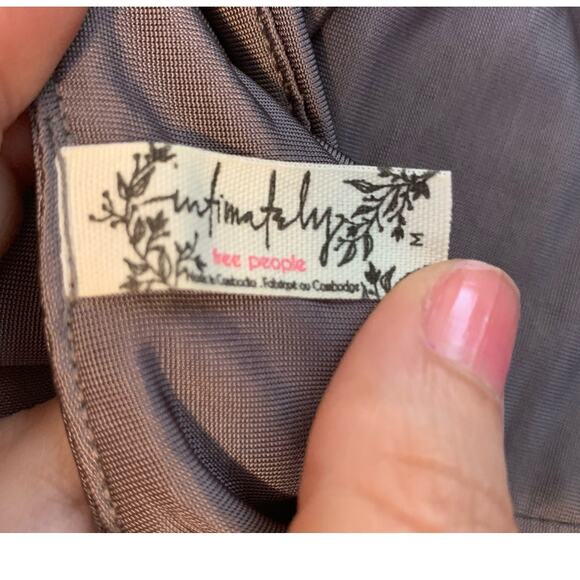 intimately
free people
Made in Cambodia . Fabriqué au Cambodge
M